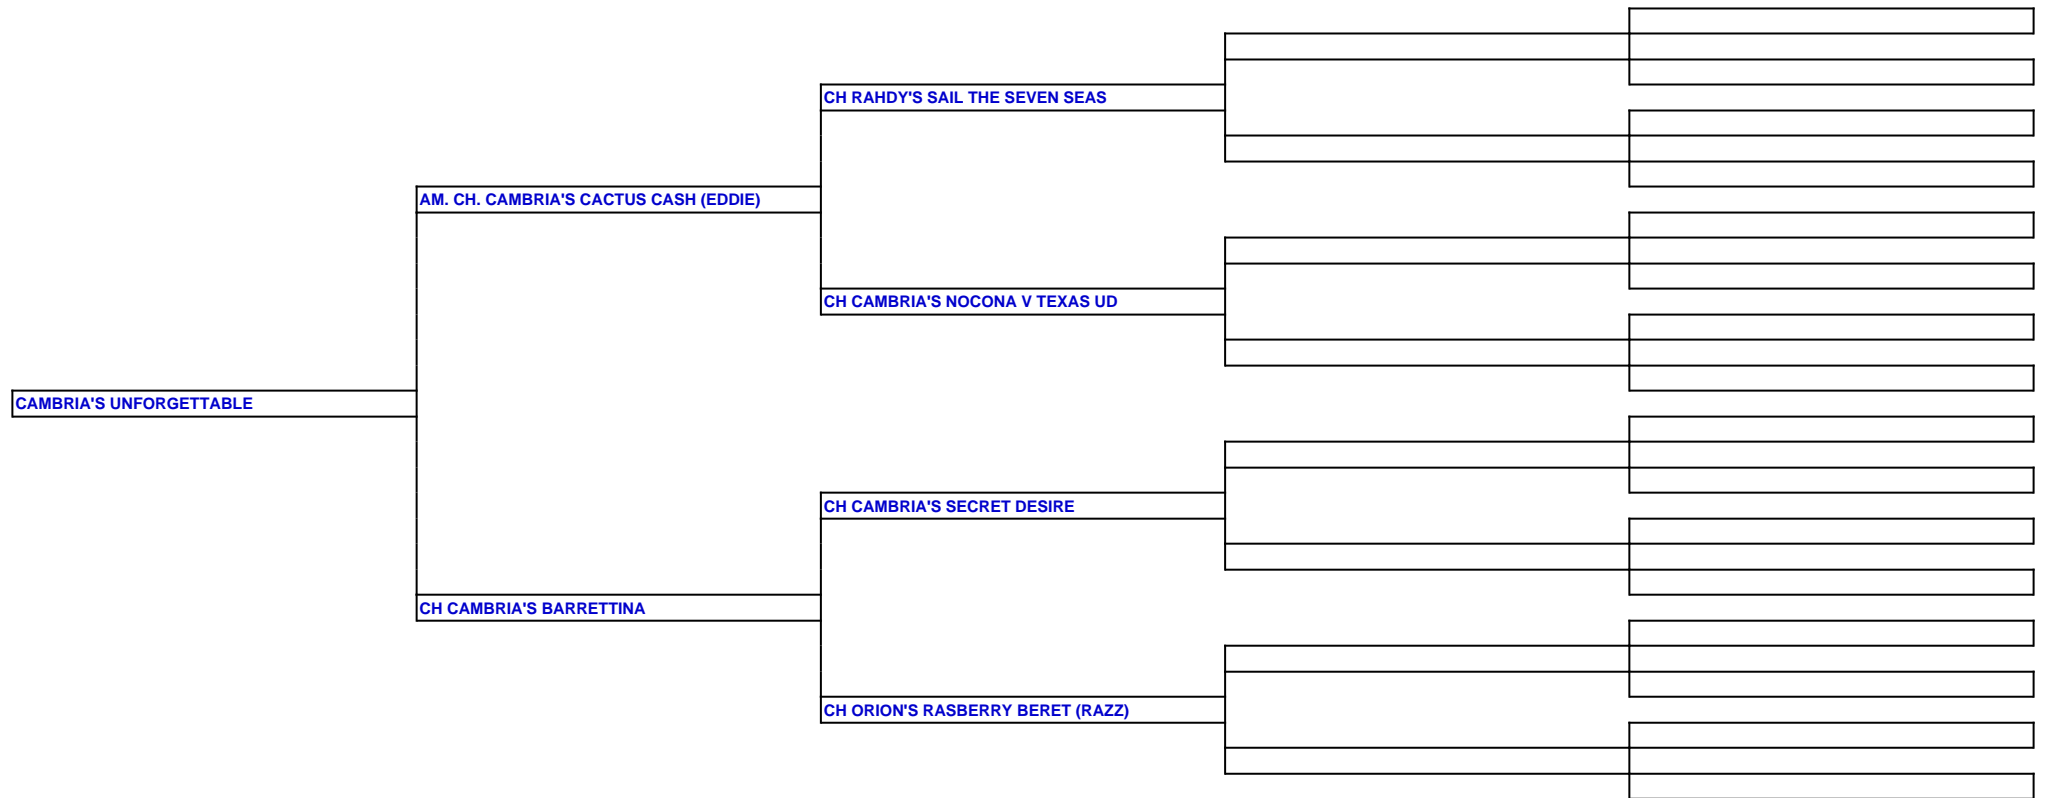 CH RAHDY'S SAIL THE SEVEN SEAS
AM. CH. CAMBRIA'S CACTUS CASH (EDDIE)
CH CAMBRIA'S NOCONA V TEXAS UD
CAMBRIA'S UNFORGETTABLE
CH CAMBRIA'S SECRET DESIRE
CH CAMBRIA'S BARRETTINA
CH ORION'S RASBERRY BERET (RAZZ)